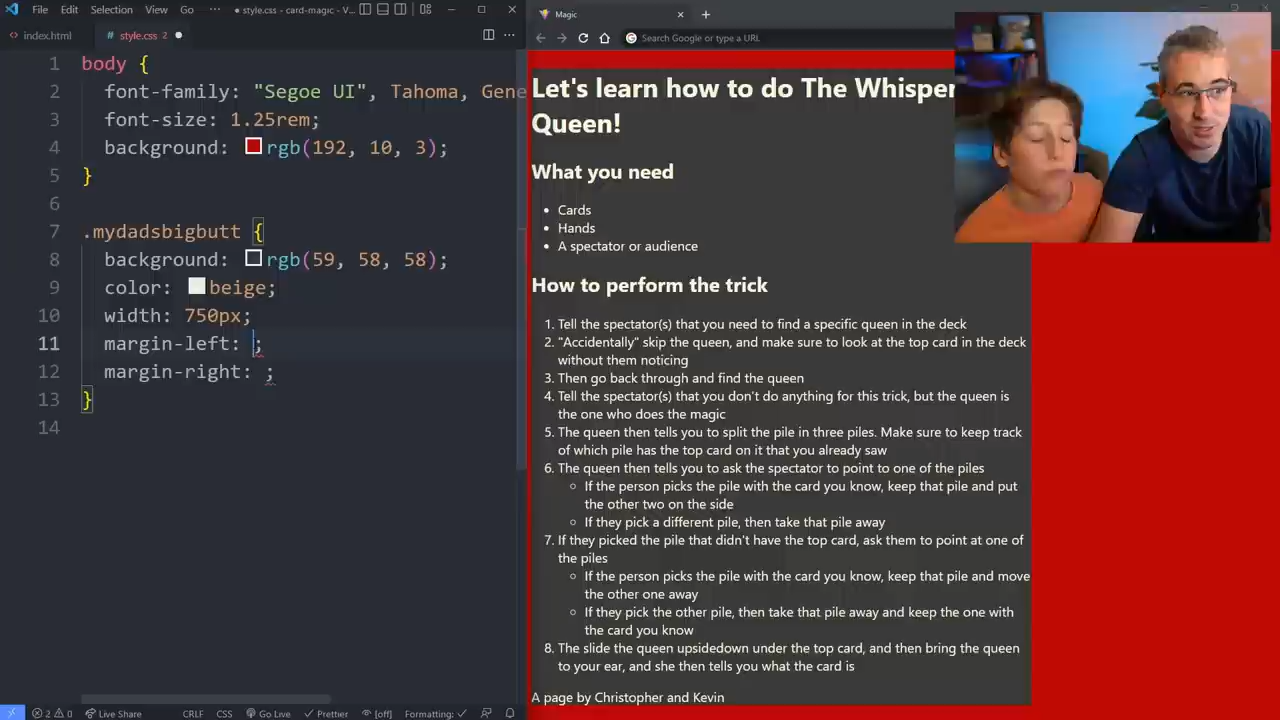 File Edit Selection View Go ··· ● style.css - card-magic - V...
index.html
style.css 2 ●
1 body {
2 font-family: "Segoe UI", Tahoma, Gene
3 font-size: 1.25rem;
4 background: rgb(192, 10, 3);
5 }
6
7 .mydadsbigbutt {
8 background: rgb(59, 58, 58);
9 color: beige;
10 width: 750px;
11 margin-left: ;
12 margin-right: ;
13 }
14
2 0 Live Share CRLF CSS Go Live Prettier [off] Formatting:
Magic
Search Google or type a URL
Let's learn how to do The Whisper
Queen!
What you need
• Cards
• Hands
• A spectator or audience
How to perform the trick
1. Tell the spectator(s) that you need to find a specific queen in the deck
2. "Accidentally" skip the queen, and make sure to look at the top card in the deck
without them noticing
3. Then go back through and find the queen
4. Tell the spectator(s) that you don't do anything for this trick, but the queen is
the one who does the magic
5. The queen then tells you to split the pile in three piles. Make sure to keep track
of which pile has the top card on it that you already saw
6. The queen then tells you to ask the spectator to point to one of the piles
○ If the person picks the pile with the card you know, keep that pile and put
the other two on the side
○ If they pick a different pile, then take that pile away
7. If they picked the pile that didn't have the top card, ask them to point at one of
the piles
○ If the person picks the pile with the card you know, keep that pile and move
the other one away
○ If they pick the other pile, then take that pile away and keep the one with
the card you know
8. The slide the queen upsidedown under the top card, and then bring the queen
to your ear, and she then tells you what the card is
A page by Christopher and Kevin